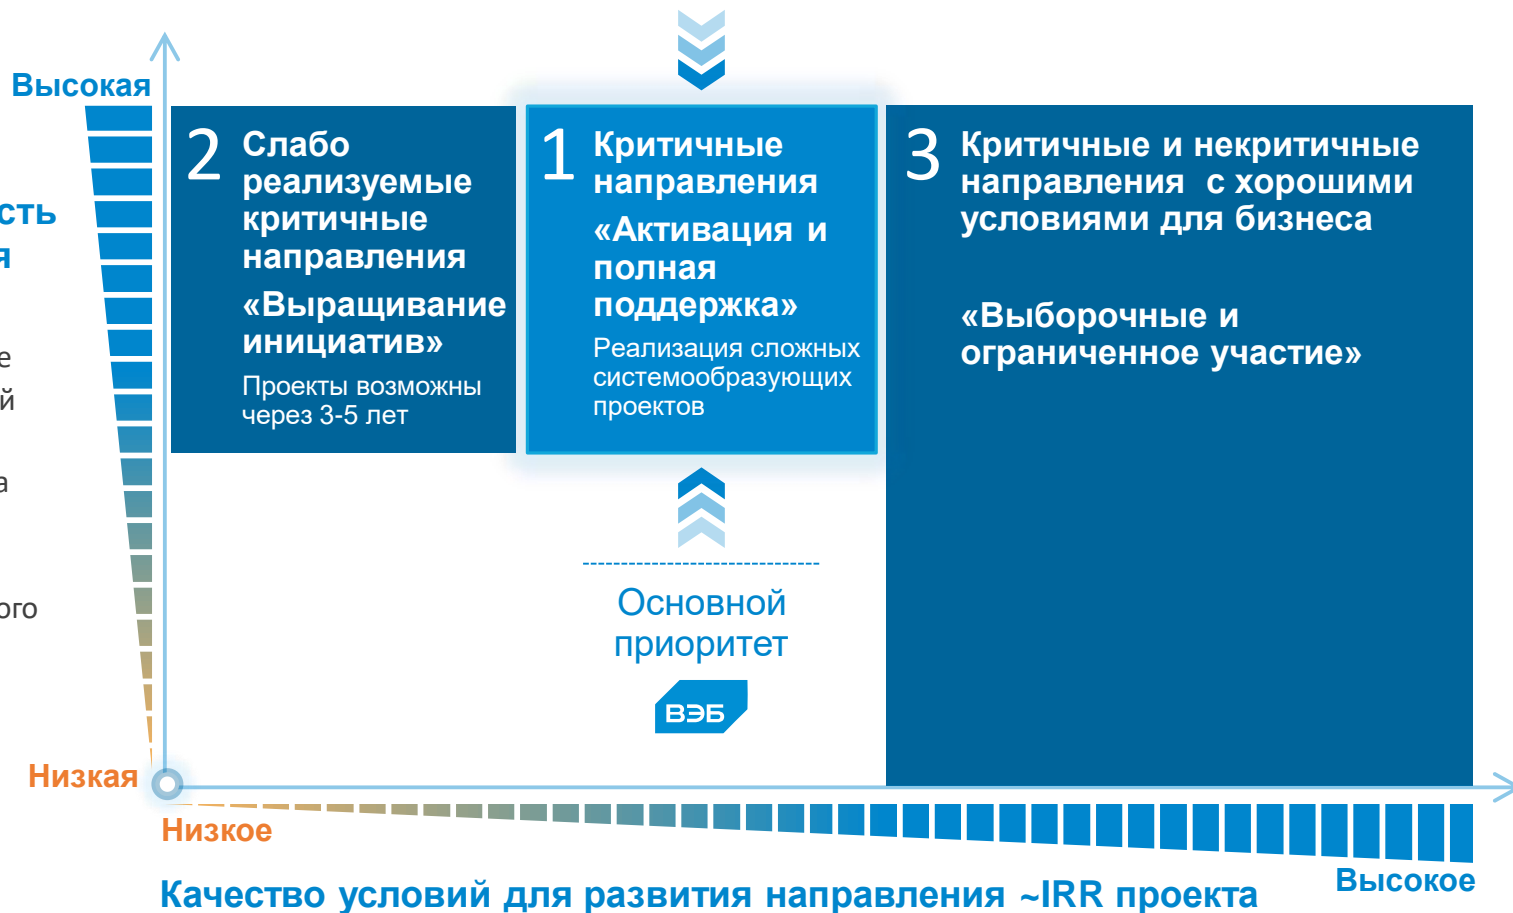 Высокая
2
Слабо
реализуемые
критичные
направления
«Выращивание
инициатив»
Проекты возможны
через 3-5 лет
1
Критичные
направления
«Активация и
полная
поддержка»
Реализация сложных
системообразующих
проектов
3
Критичные и некритичные
направления с хорошими
условиями для бизнеса
«Выборочные и
ограниченное участие»
Основной
приоритет
ВЭБ
Низкая
Низкое
Высокое
Качество условий для развития направления ~IRR проекта